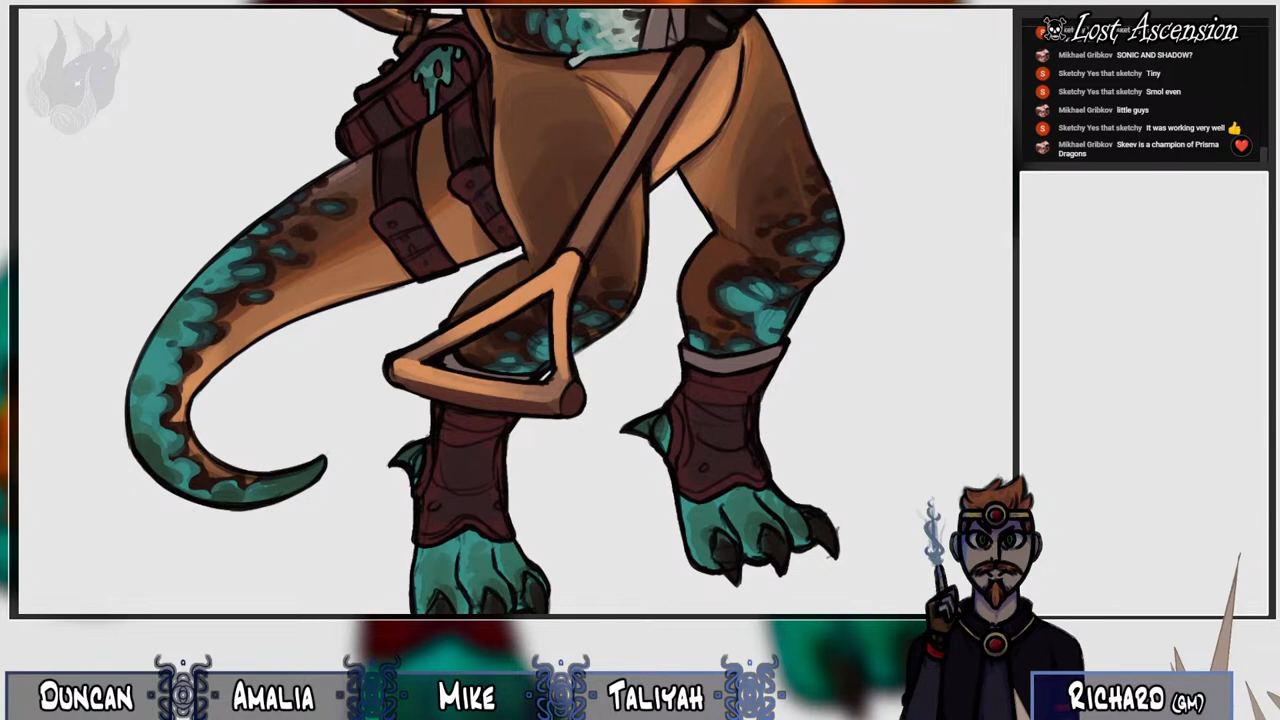 Lost Ascension
Mikhael Gribkov SONIC AND SHADOW?
Sketchy Yes that sketchy Tiny
Sketchy Yes that sketchy Smol even
Mikhael Gribkov little guys
Sketchy Yes that sketchy It was working very well 👍
Mikhael Gribkov Skeev is a champion of Prisma
Dragons
DUNCAN
AMALIA
MIKE
TALIYAH
RICHARD (GM)